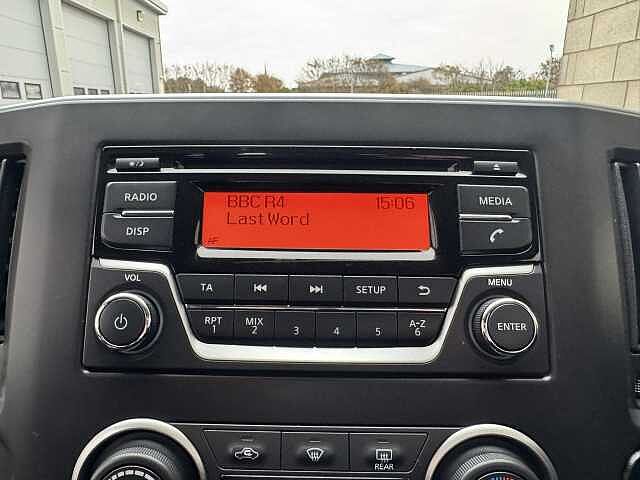 RADIO
BBC R4 15:06
MEDIA
DISP
Last Word
AF
VOL
TA
SETUP
MENU
RPT
1
MIX
2
3
4
5
A-Z
6
ENTER
REAR